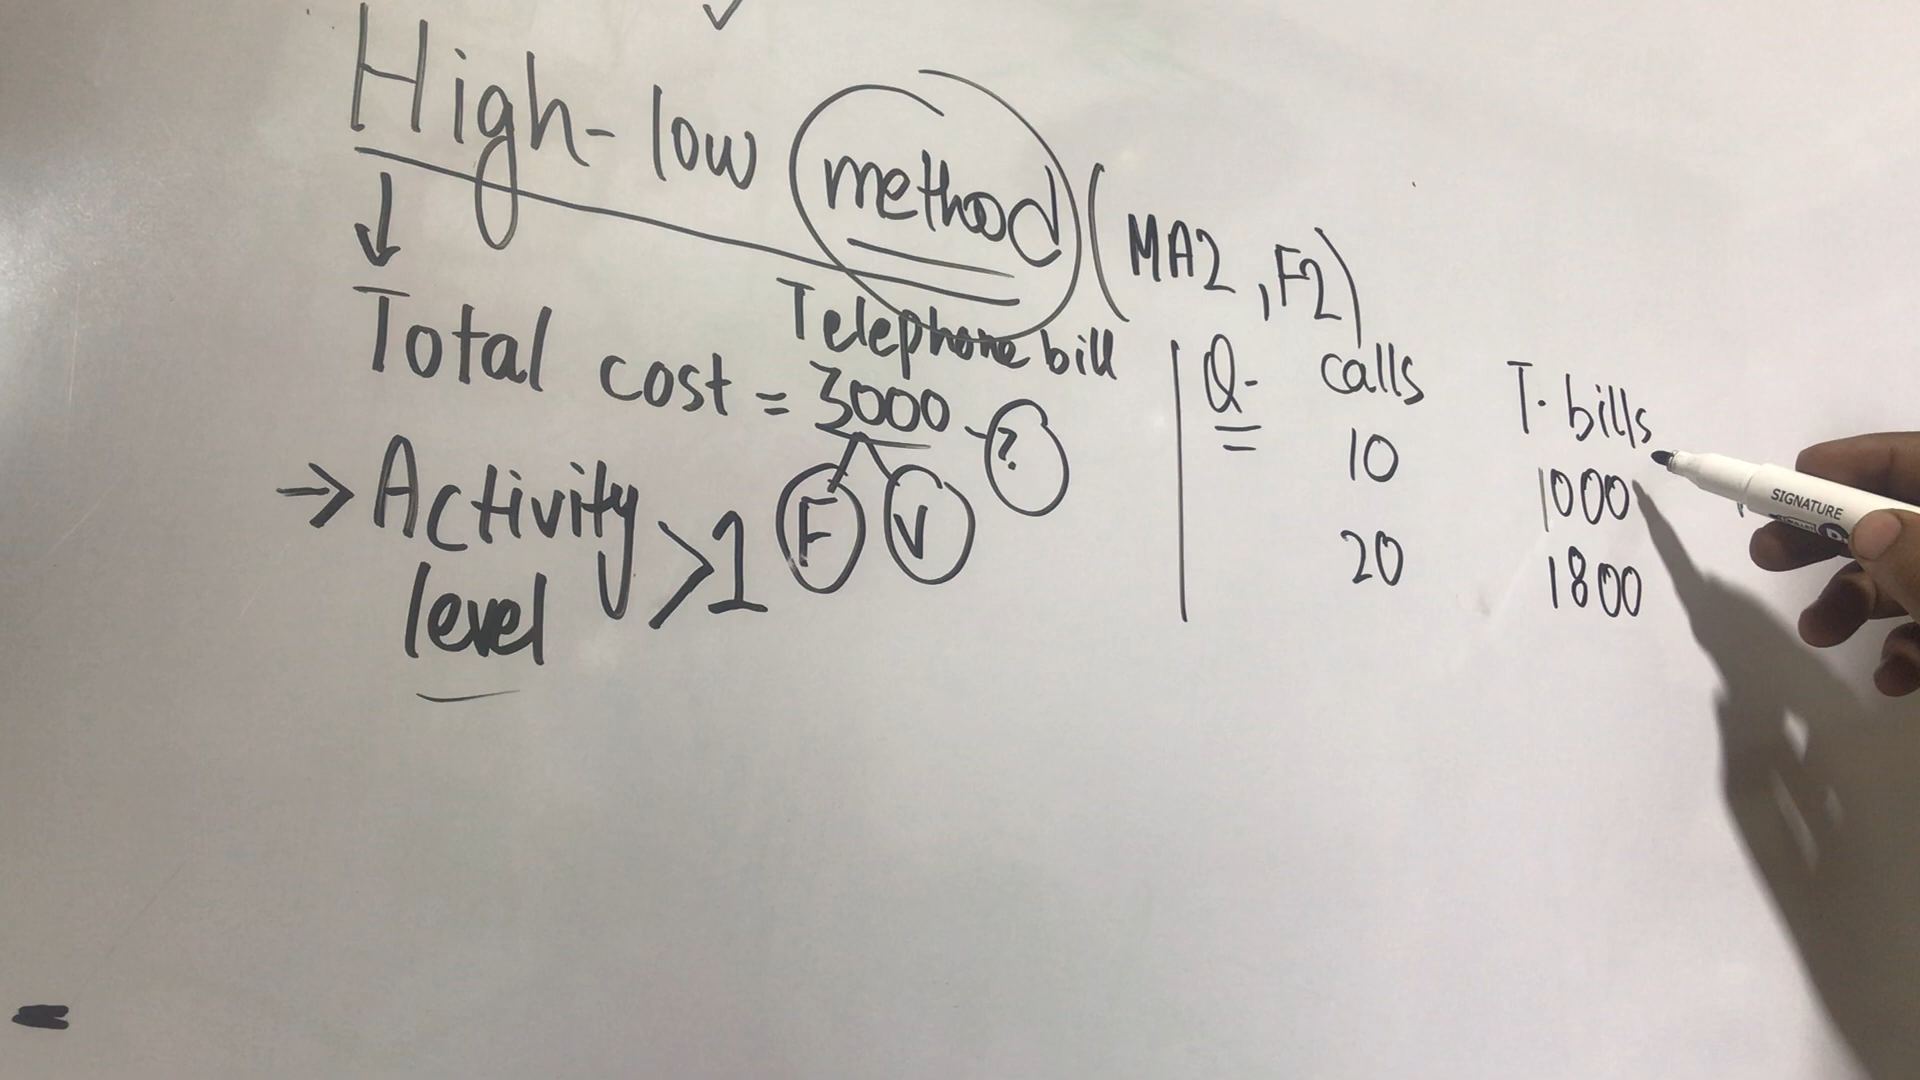 High-low method (MA2, F2)
Total cost = 3000 - ?
Telephone bill
F V
→ Activity level >1
Q- calls T. bills
10 1000
20 1800
SIGNATURE